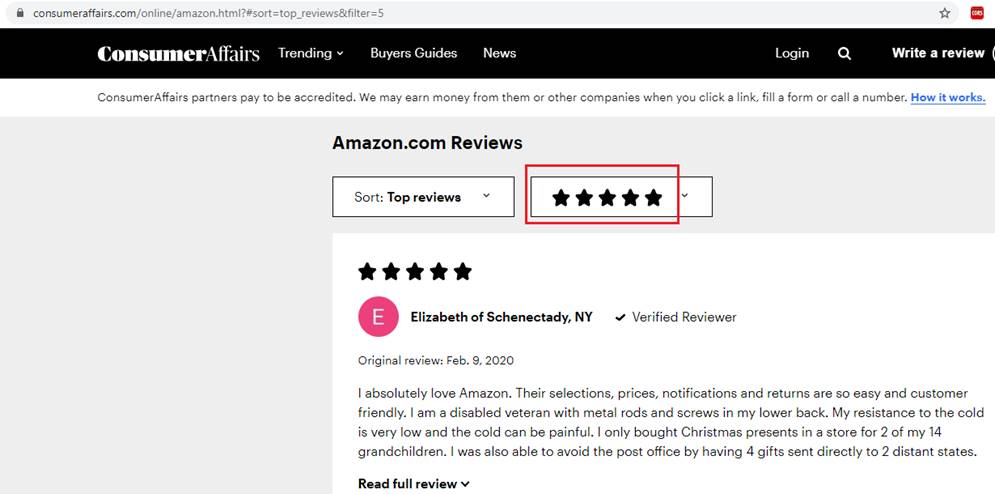 consumeraffairs.com/online/amazon.html?#sort=top_reviews&filter=5
CORS
ConsumerAffairs Trending Buyers Guides News Login Write a review
ConsumerAffairs partners pay to be accredited. We may earn money from them or other companies when you click a link, fill a form or call a number. How it works.
Amazon.com Reviews
Sort: Top reviews
E Elizabeth of Schenectady, NY Verified Reviewer
Original review: Feb. 9, 2020
I absolutely love Amazon. Their selections, prices, notifications and returns are so easy and customer
friendly. I am a disabled veteran with metal rods and screws in my lower back. My resistance to the cold
is very low and the cold can be painful. I only bought Christmas presents in a store for 2 of my 14
grandchildren. I was also able to avoid the post office by having 4 gifts sent directly to 2 distant states.
Read full review